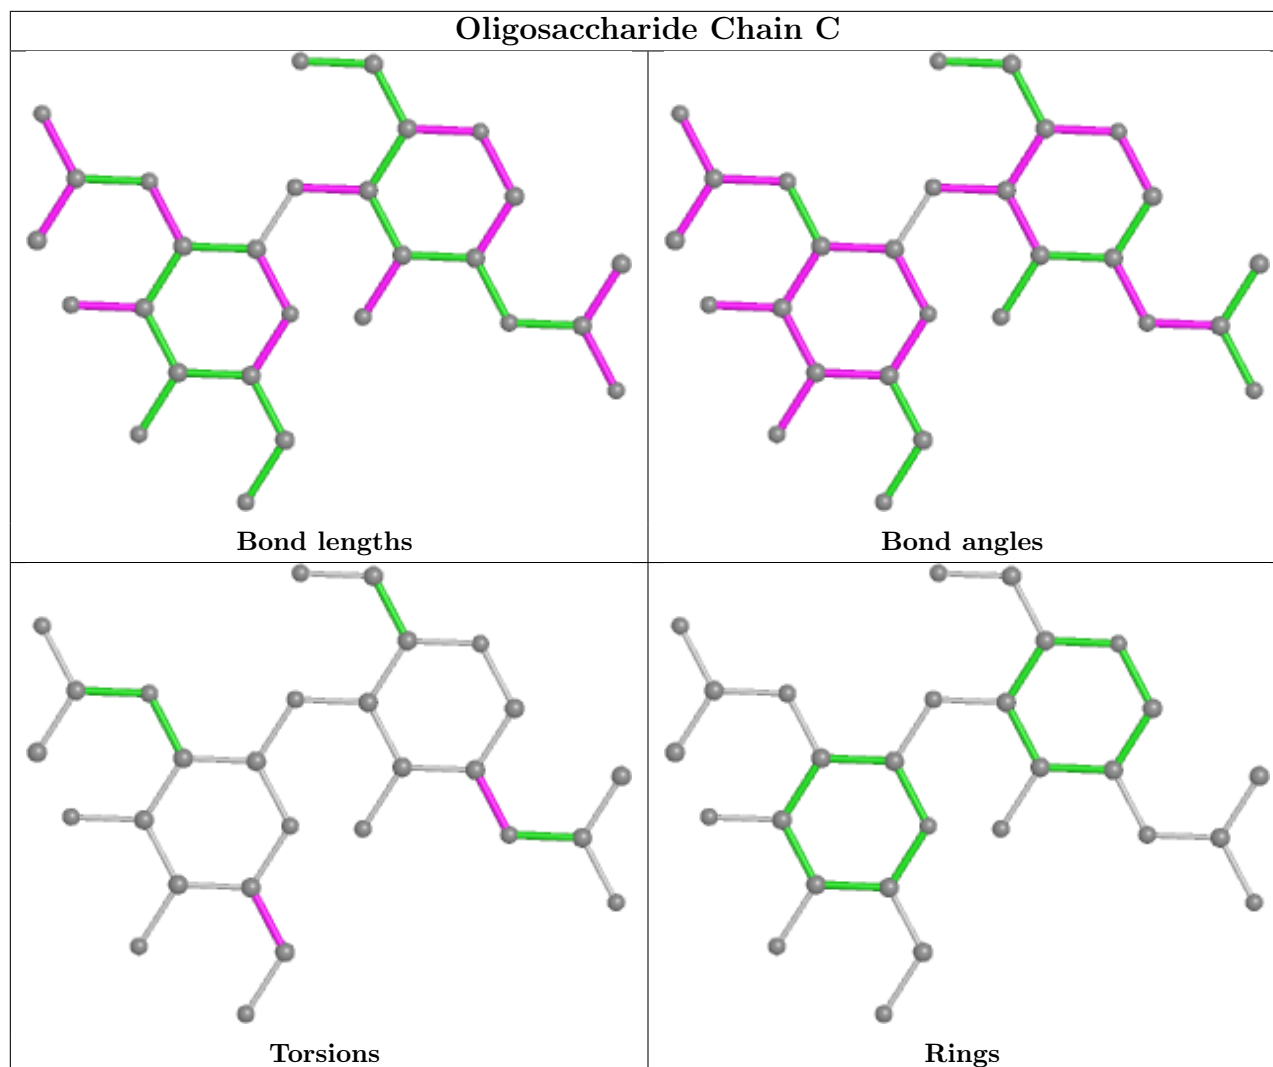 Oligosaccharide Chain C
Bond lengths
Bond angles
Torsions
Rings